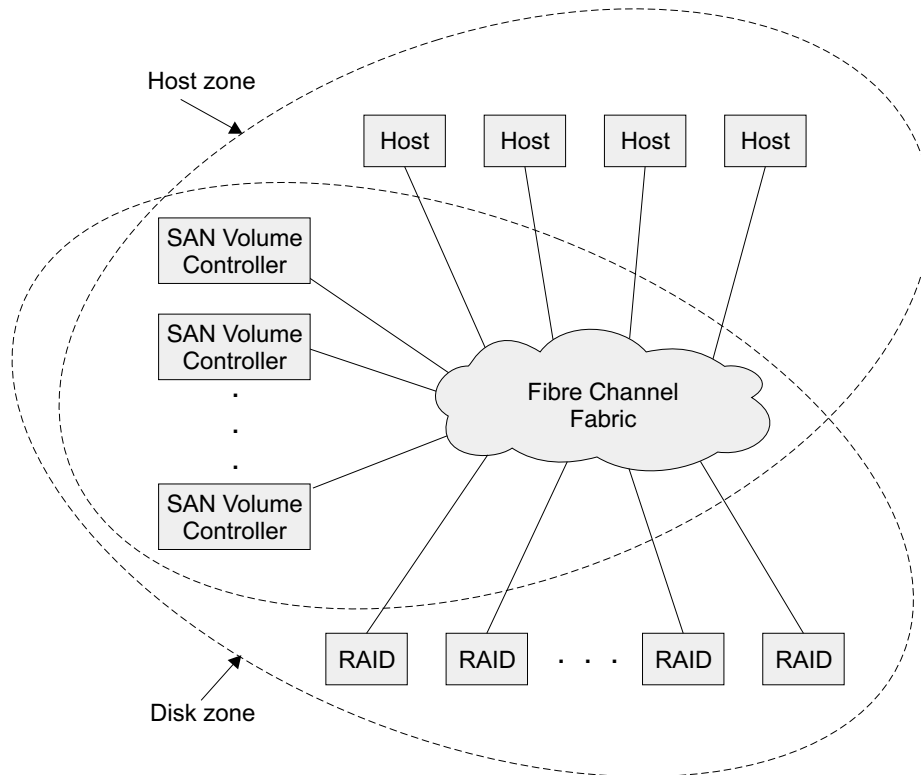 Host zone
Host
Host
Host
Host
SAN Volume
Controller
SAN Volume
Controller
.
.
.
SAN Volume
Controller
Fibre Channel
Fabric
RAID
RAID
. . .
RAID
RAID
Disk zone